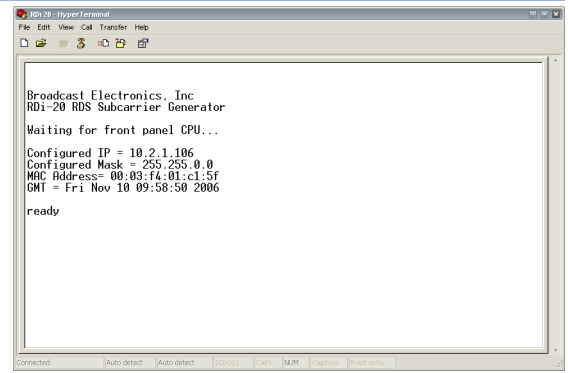 RDi 20 - HyperTerminal
File Edit View Call Transfer Help
Broadcast Electronics, Inc
RDi-20 RDS Subcarrier Generator
Waiting for front panel CPU...
Configured IP = 10.2.1.106
Configured Mask = 255.255.0.0
MAC Address= 00:03:f4:01:c1:5f
GMT = Fri Nov 10 09:58:50 2006
ready
Connected Auto detect Auto detect SCROLL CAPS NUM Capture Print echo